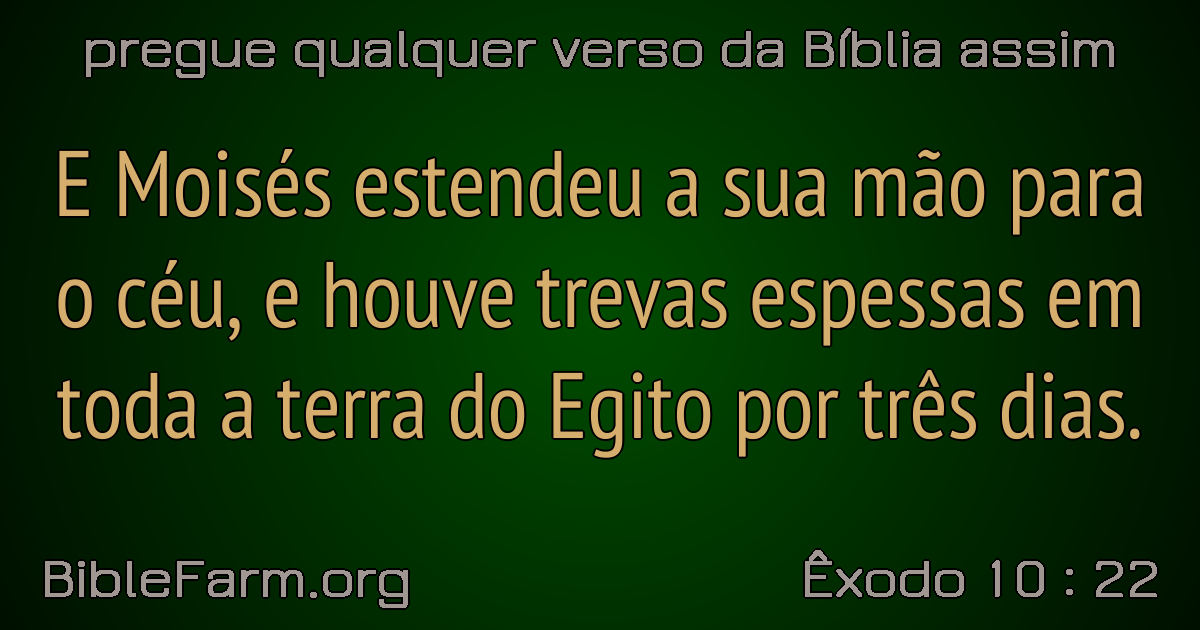 pregue qualquer verso da Bíblia assim
E Moisés estendeu a sua mão para
o céu, e houve trevas espessas em
toda a terra do Egito por três dias.
BibleFarm.org
Êxodo 10 : 22